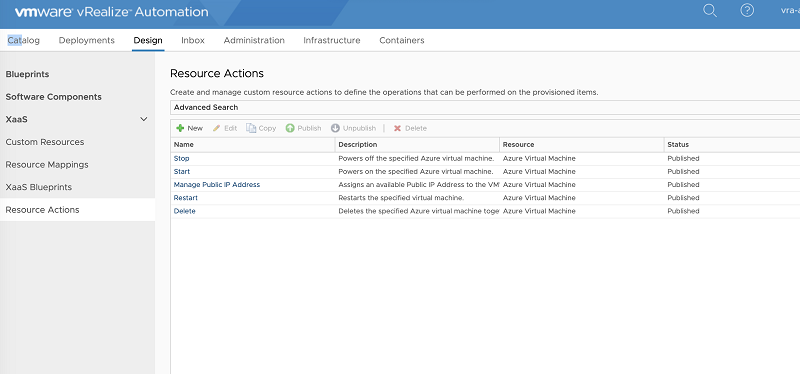 vmware vRealize™ Automation
vra-a
Catalog Deployments Design Inbox Administration Infrastructure Containers
Blueprints
Software Components
XaaS
Custom Resources
Resource Mappings
XaaS Blueprints
Resource Actions
Resource Actions
Create and manage custom resource actions to define the operations that can be performed on the provisioned items.
Advanced Search
New Edit Copy Publish Unpublish Delete
Name Description Resource Status
Stop Powers off the specified Azure virtual machine. Azure Virtual Machine Published
Start Powers on the specified Azure virtual machine. Azure Virtual Machine Published
Manage Public IP Address Assigns an available Public IP Address to the VM Azure Virtual Machine Published
Restart Restarts the specified virtual machine. Azure Virtual Machine Published
Delete Deletes the specified Azure virtual machine toge Azure Virtual Machine Published